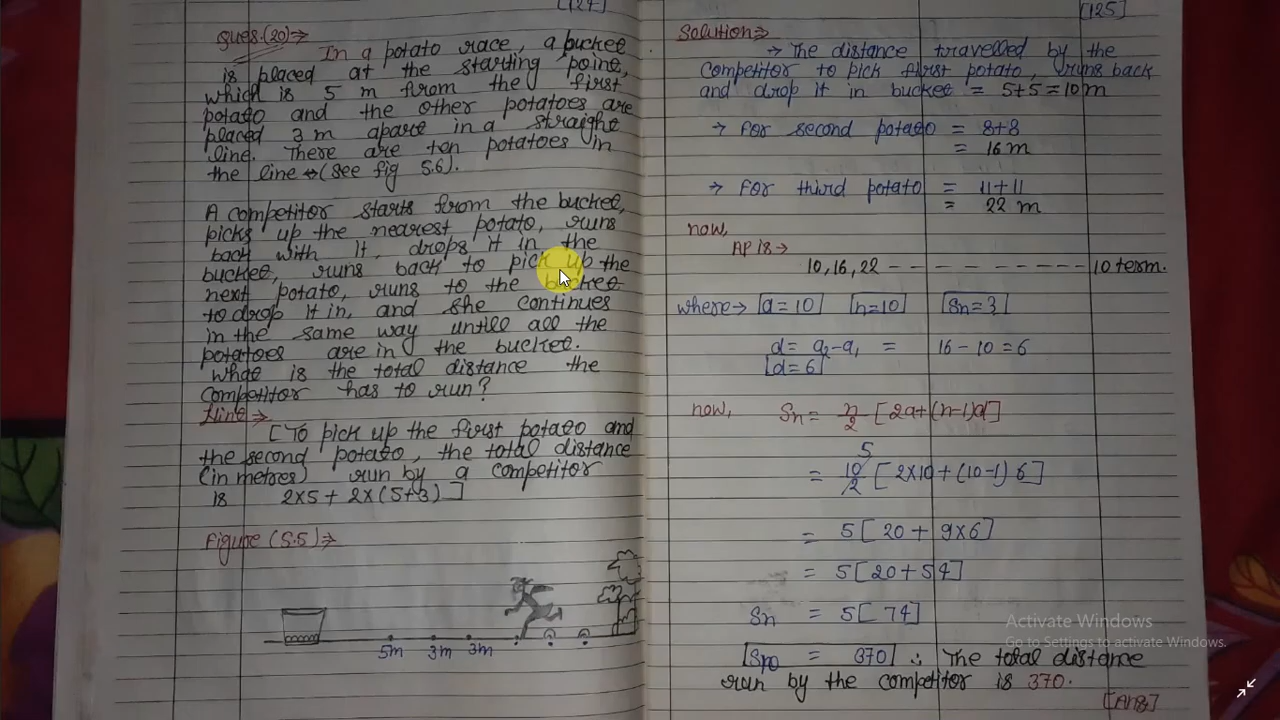 [127]
Ques.(20)⇒
In a potato race, a bucket
is placed at the starting point,
which is 5 m from the first
potato and the other potatoes are
placed 3 m apart in a straight
line. There are ten potatoes in
the line ⇔ (see fig 5.6).
A competitor starts from the bucket,
picks up the nearest potato, runs
back with it, drops it in the
bucket, runs back to pick up the
next potato, runs to the bucket
to drop it in, and she continues
in the same way untill all the
potatoes are in the bucket.
What is the total distance the
competitor has to run?
Hint ⇒
[To pick up the first potato and
the second potato, the total distance
(in metres) run by a competitor
is 2×5 + 2×(5+3)]
Figure (5.5) ⇒
5m 3m 3m
[125]
Solution⇒
→ The distance travelled by the
competitor to pick first potato, runs back
and drop it in bucket = 5+5 = 10 m
→ For second potato = 8+8
= 16 m
→ For third potato = 11+11
= 22 m
now,
AP is →
10, 16, 22 - - - - - - - - - - 10 term.
where → [a = 10] [n = 10] [Sn = ?]
d = a2 - a1 = 16 - 10 = 6
[d = 6]
now, Sn = n/2 [2a + (n-1)d]
5
= 10/2 [2×10 + (10-1) 6]
= 5[20 + 9×6]
= 5[20 + 54]
Sn = 5[74]
[S10 = 370] ∴ The total distance
run by the competitor is 370.
[Ans]
Activate Windows
Go to Settings to activate Windows.